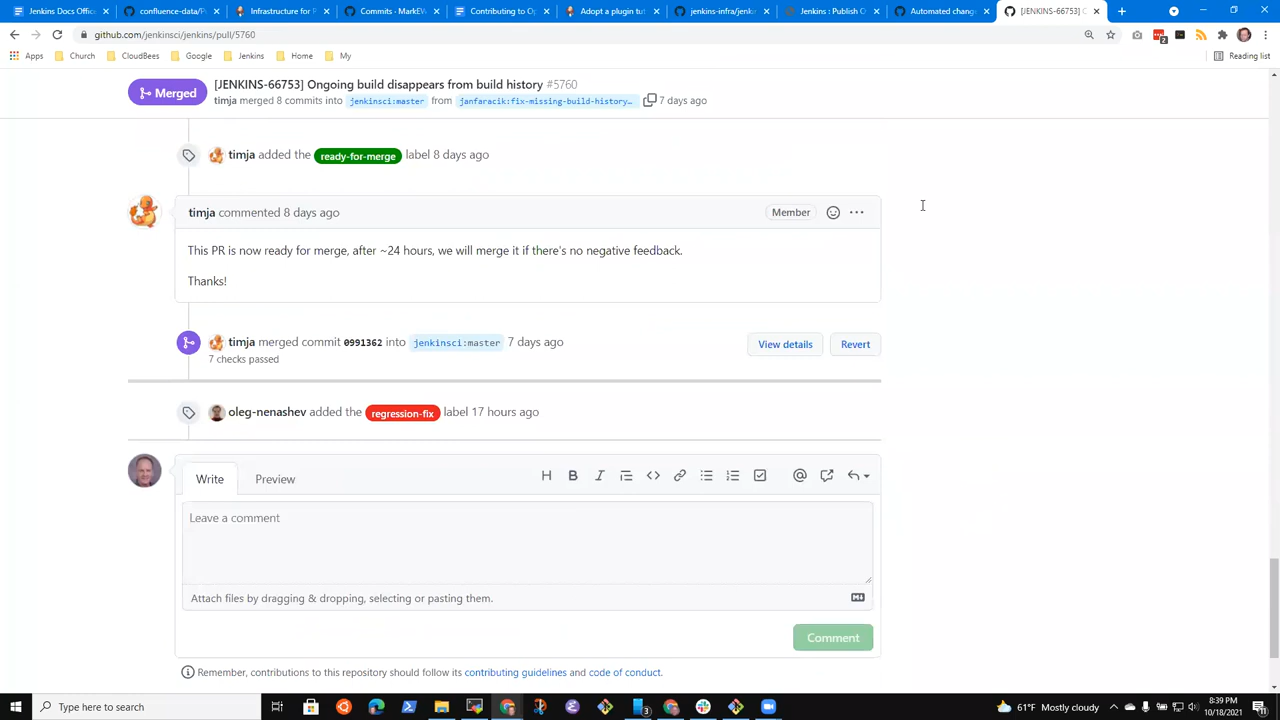 Jenkins Docs Offic
confluence-data/Pl
Infrastructure for P
Commits · MarkEW
Contributing to Op
Adopt a plugin tut
jenkins-infra/jenk
Jenkins : Publish O
Automated chang
[JENKINS-66753] O
github.com/jenkinsci/jenkins/pull/5760
Apps
Church
CloudBees
Google
Jenkins
Home
My
Reading list
Merged
[JENKINS-66753] Ongoing build disappears from build history #5760
timja merged 8 commits into jenkinsci:master from janfaracik:fix-missing-build-history… 7 days ago
timja added the ready-for-merge label 8 days ago
timja commented 8 days ago
Member
This PR is now ready for merge, after ~24 hours, we will merge it if there's no negative feedback.
Thanks!
timja merged commit 0991362 into jenkinsci:master 7 days ago
7 checks passed
View details
Revert
oleg-nenashev added the regression-fix label 17 hours ago
Write
Preview
Leave a comment
Attach files by dragging & dropping, selecting or pasting them.
Comment
Remember, contributions to this repository should follow its contributing guidelines and code of conduct.
Type here to search
61°F Mostly cloudy
8:39 PM
10/18/2021